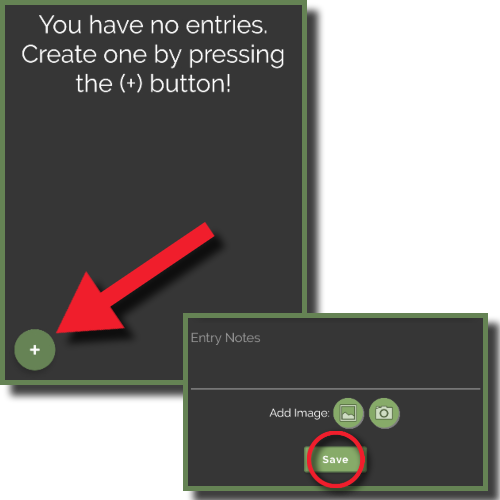 You have no entries.
Create one by pressing
the (+) button!
+
Entry Notes
Add Image:
Save